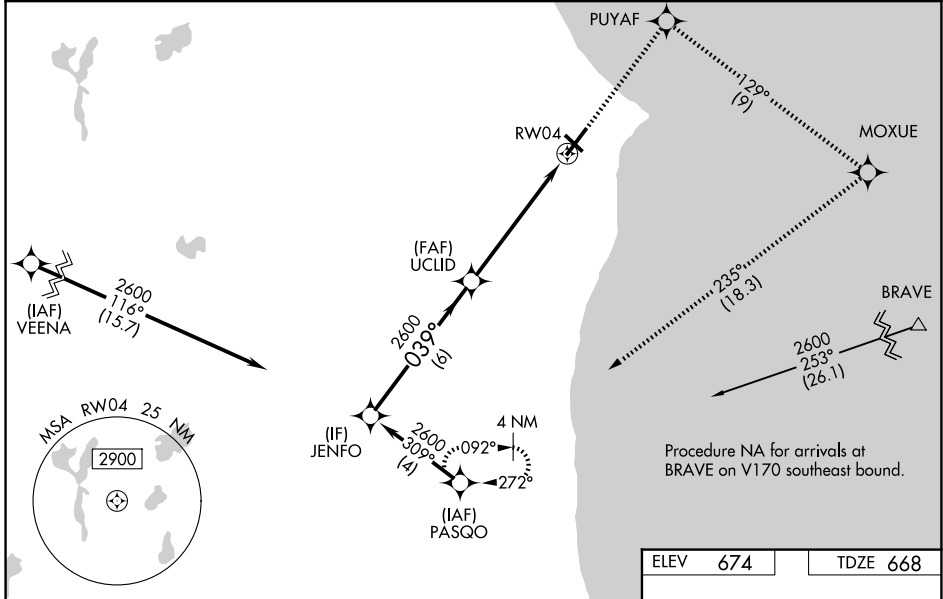 PUYAF
129°
(9)
MOXUE
RW04
(FAF)
UCLID
2600
039°
(6)
235°
(18.3)
BRAVE
2600
253°
(26.1)
(IAF)
VEENA
2600
116°
(15.7)
(IF)
JENFO
2600
309°
(4)
4 NM
092°
272°
(IAF)
PASQO
MSA RW04 25 NM
2900
Procedure NA for arrivals at
BRAVE on V170 southeast bound.
ELEV 674
TDZE 668